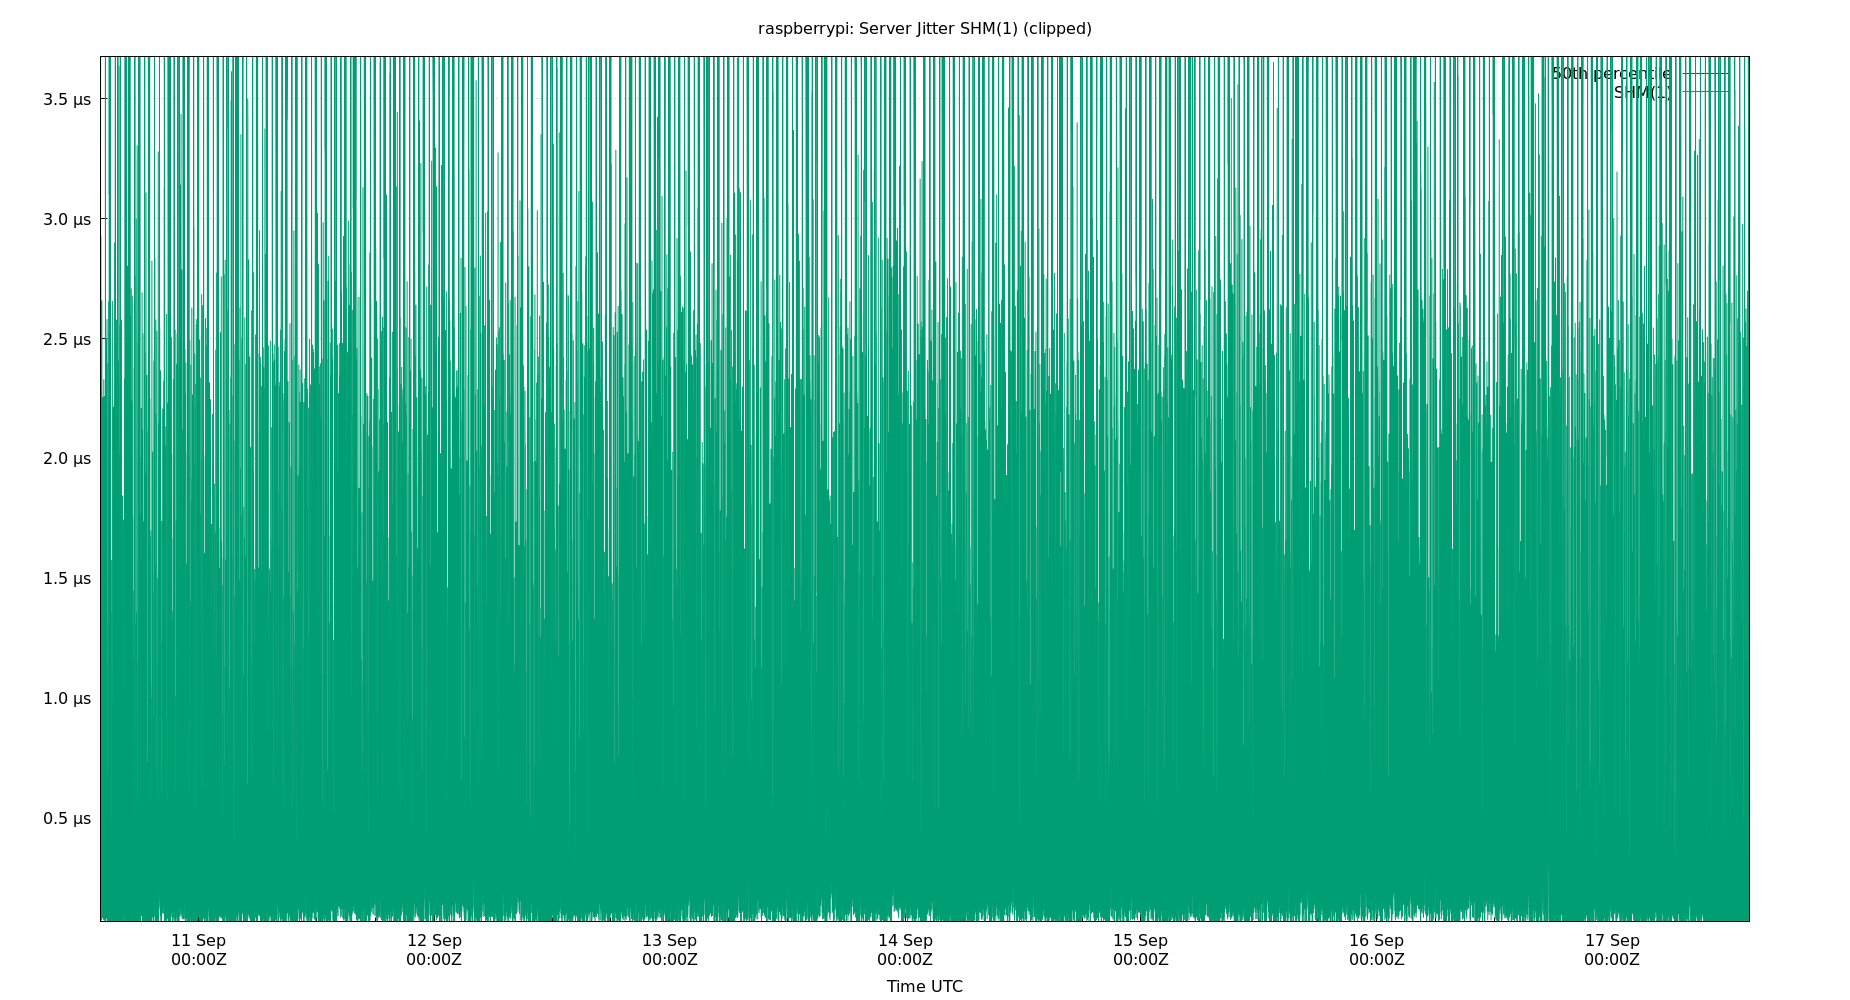 raspberrypi: Server Jitter SHM(1) (clipped)
50th percentile
SHM(1)
3.5 µs
3.0 µs
2.5 µs
2.0 µs
1.5 µs
1.0 µs
0.5 µs
11 Sep 12 Sep 13 Sep 14 Sep 15 Sep 16 Sep 17 Sep
00:00Z 00:00Z 00:00Z 00:00Z 00:00Z 00:00Z 00:00Z
Time UTC